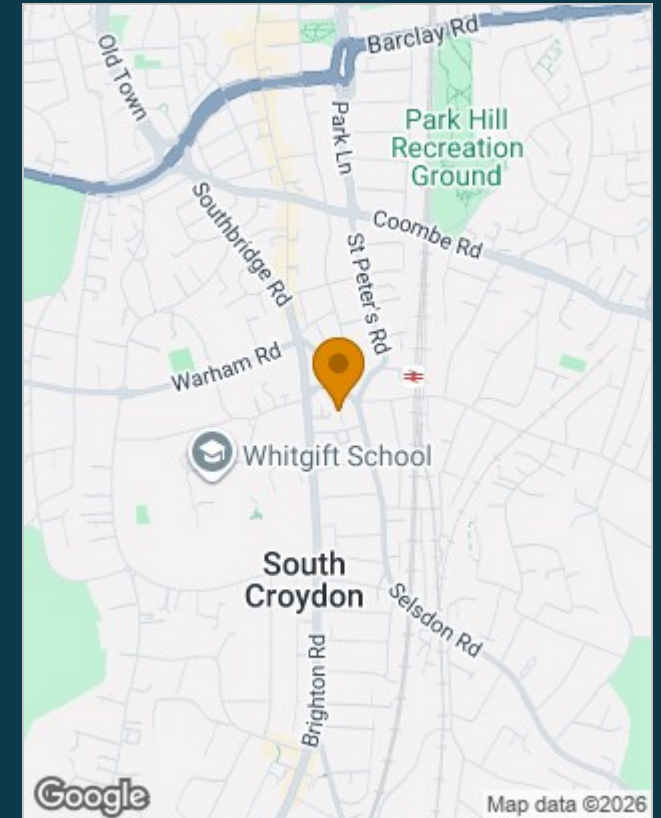 Barclay Rd
Old Town
Park Ln
Park Hill
Recreation
Ground
Coombe Rd
Southbridge Rd
St Peter's Rd
Warham Rd
Whitgift School
South
Croydon
Selsdon Rd
Brighton Rd
Google
Map data ©2026